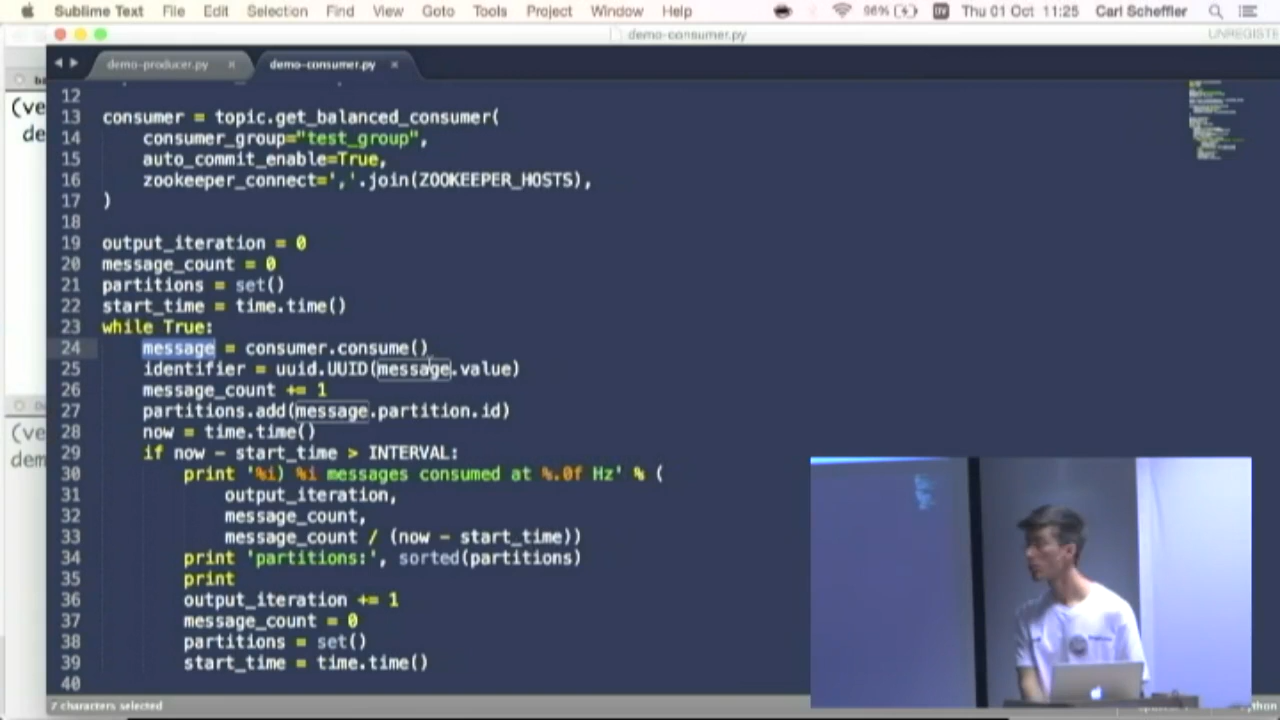 Sublime Text File Edit Selection Find View Goto Tools Project Window Help 96% Thu 01 Oct 11:25 Carl Scheffler
demo-consumer.py UNREGISTE
demo-producer.py × demo-consumer.py ×
(ve
de
(ve
dem
12
13 consumer = topic.get_balanced_consumer(
14 consumer_group="test_group",
15 auto_commit_enable=True,
16 zookeeper_connect=','.join(ZOOKEEPER_HOSTS),
17 )
18
19 output_iteration = 0
20 message_count = 0
21 partitions = set()
22 start_time = time.time()
23 while True:
24 message = consumer.consume()
25 identifier = uuid.UUID(message.value)
26 message_count += 1
27 partitions.add(message.partition.id)
28 now = time.time()
29 if now - start_time > INTERVAL:
30 print '%i) %i messages consumed at %.0f Hz' % (
31 output_iteration,
32 message_count,
33 message_count / (now - start_time))
34 print 'partitions:', sorted(partitions)
35 print
36 output_iteration += 1
37 message_count = 0
38 partitions = set()
39 start_time = time.time()
40
7 characters selected